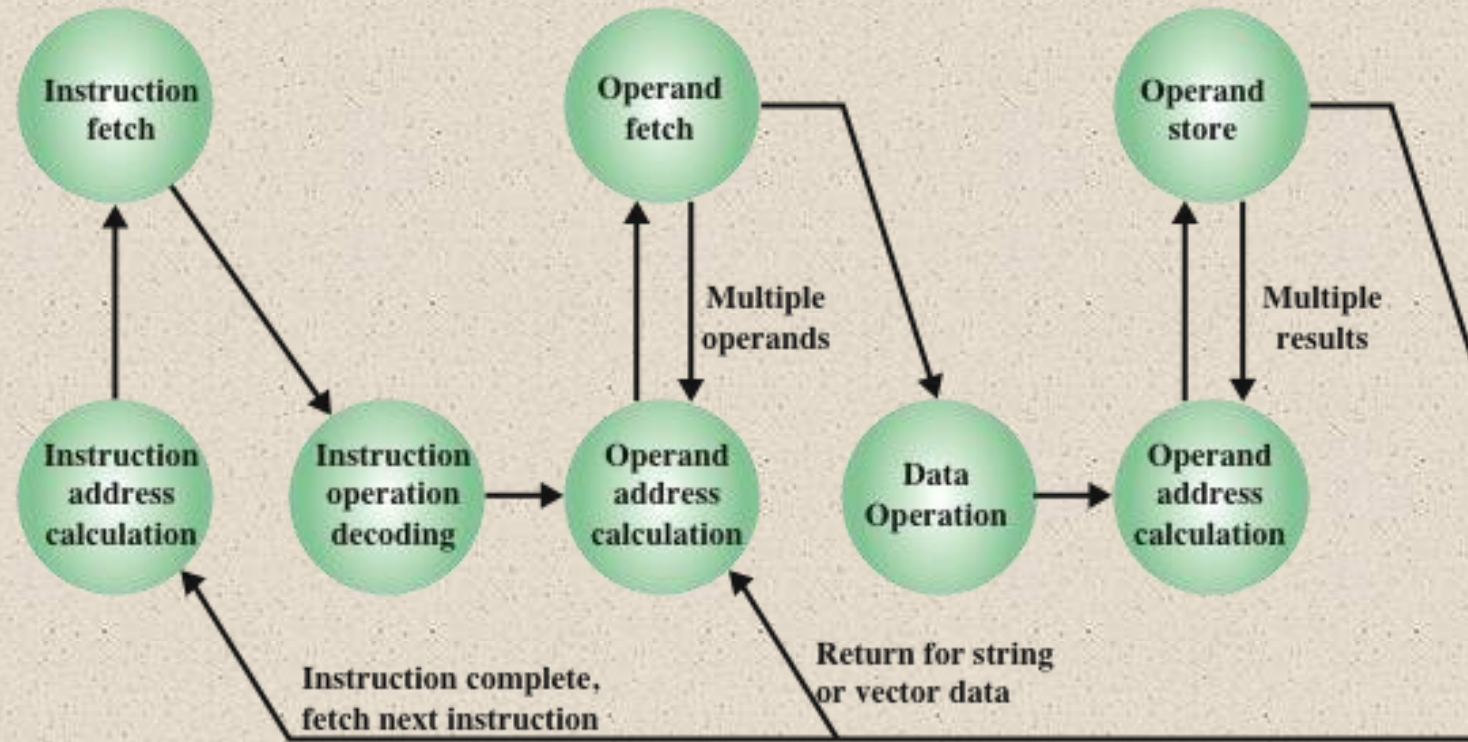 Instruction
fetch
Operand
fetch
Operand
store
Multiple
operands
Multiple
results
Instruction
address
calculation
Instruction
operation
decoding
Operand
address
calculation
Data
Operation
Operand
address
calculation
Instruction complete,
fetch next instruction
Return for string
or vector data